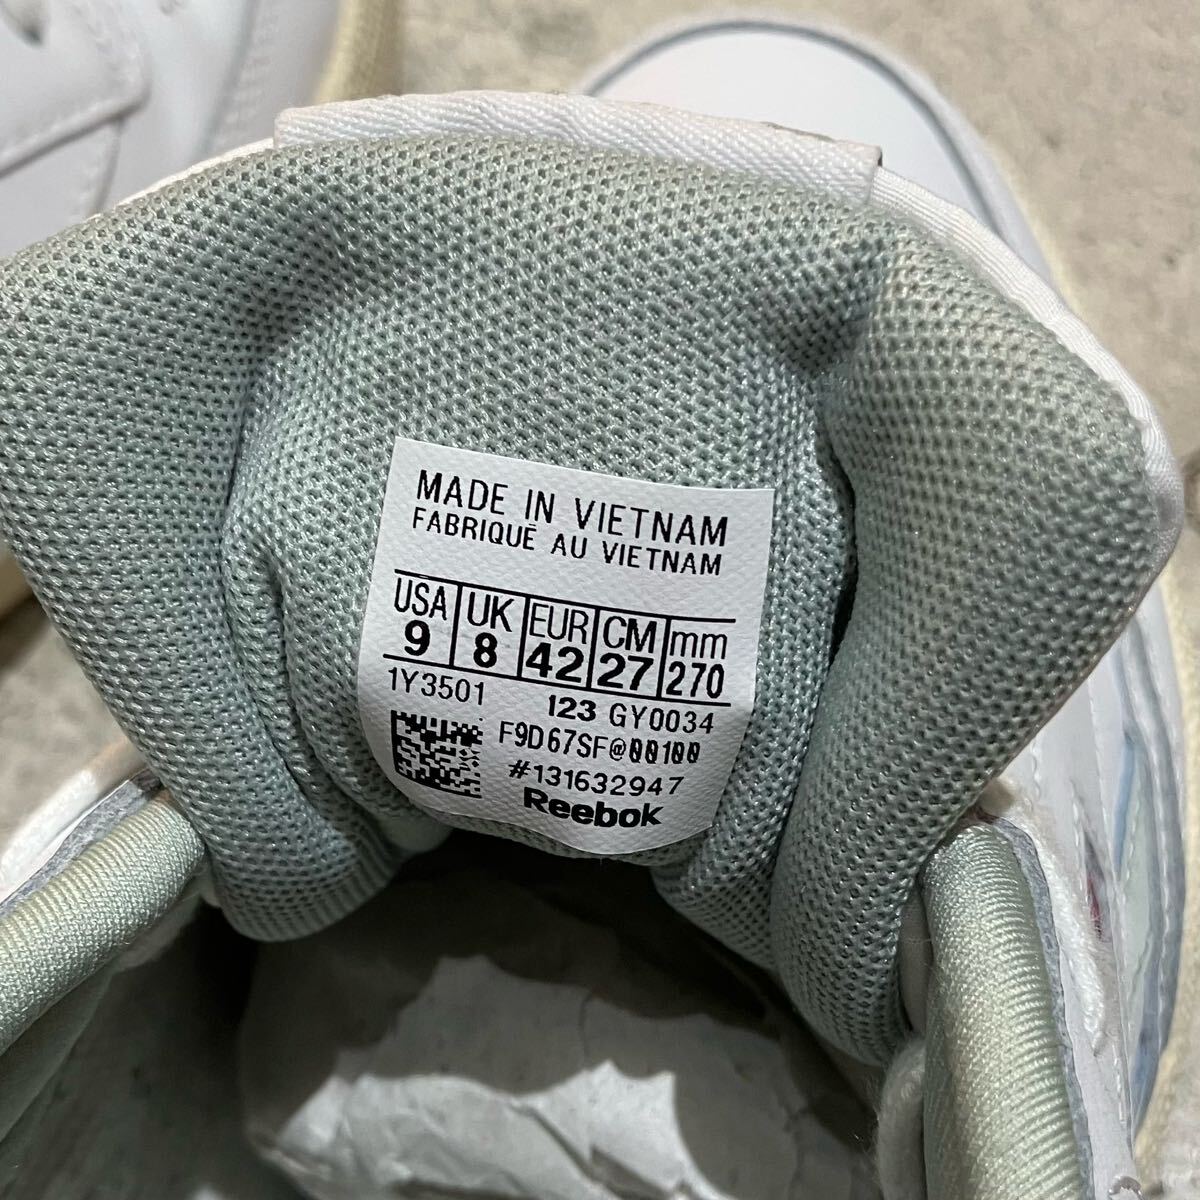 MADE IN VIETNAM
FABRIQUÉ AU VIETNAM
USA UK EUR CM mm
9 8 42 27 270
1Y3501 123 GY0034
F9D67SF@00100
#131632947
Reebok